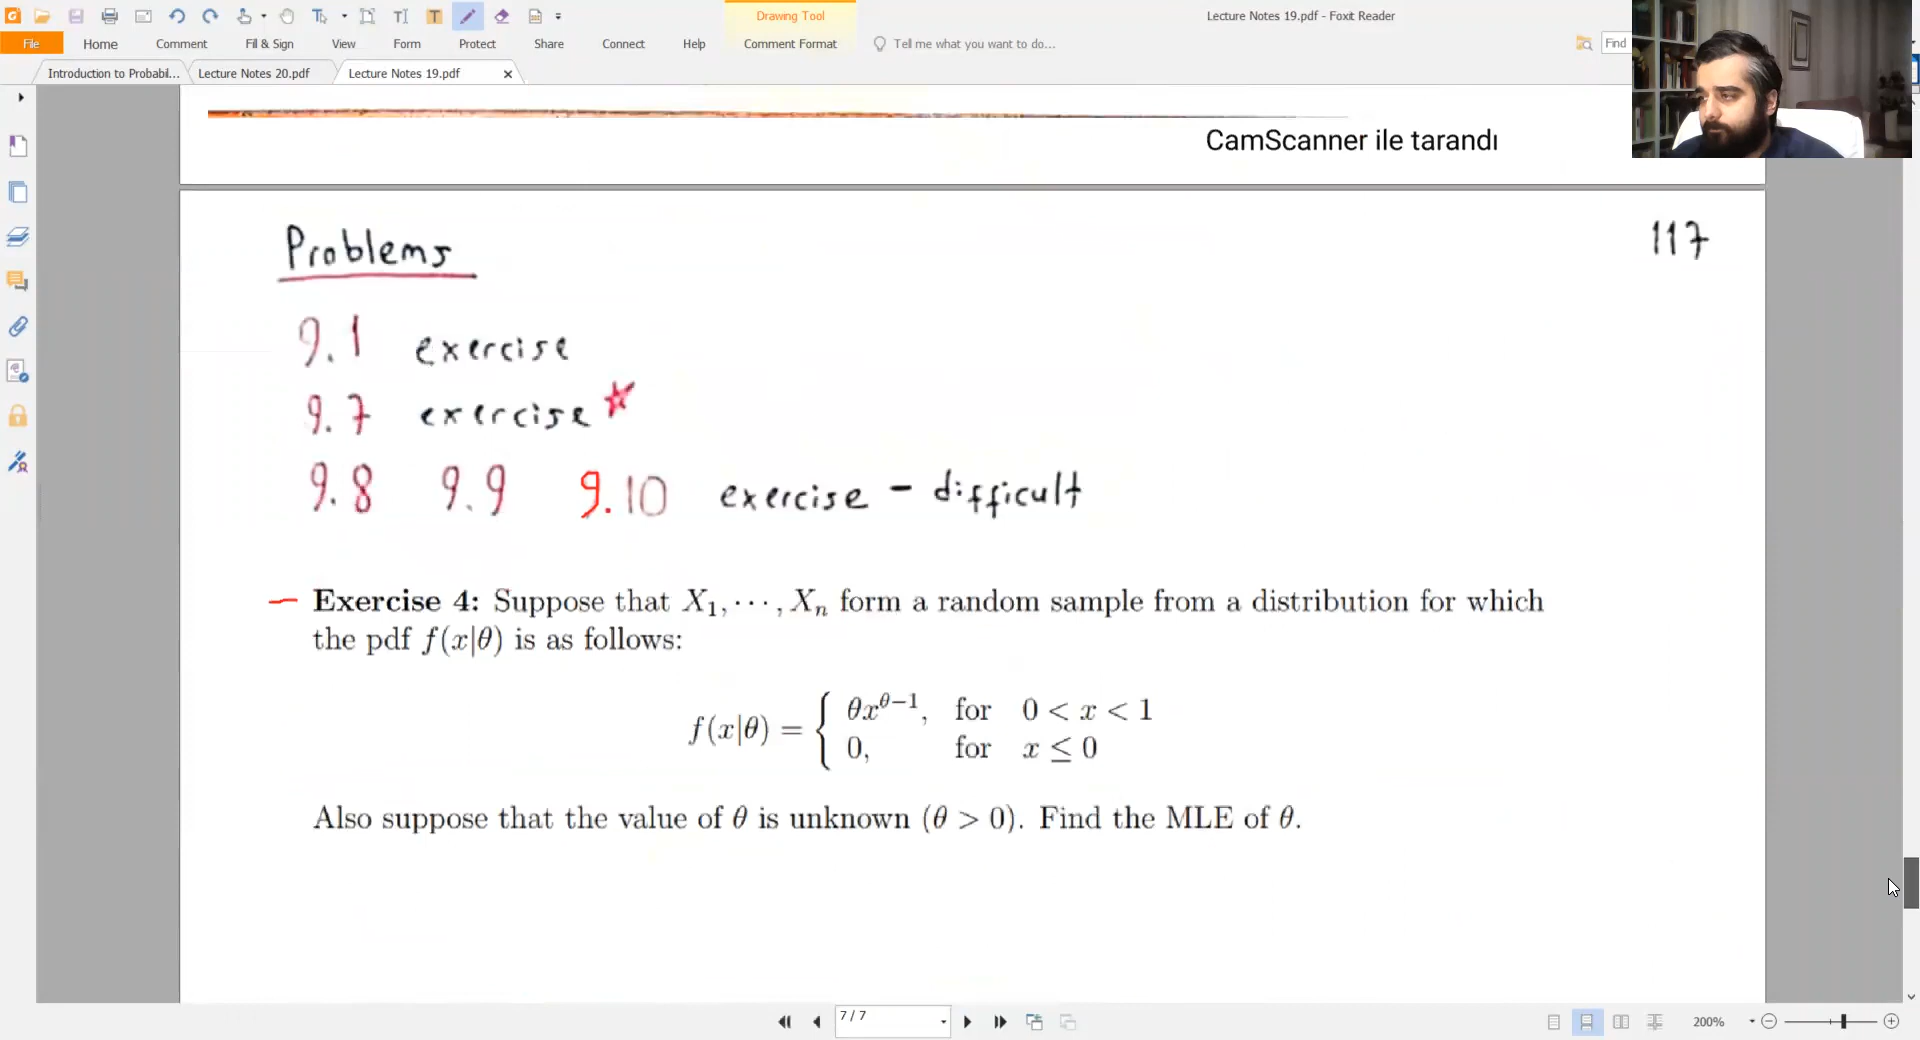 Drawing Tool
Lecture Notes 19.pdf - Foxit Reader
File Home Comment Fill & Sign View Form Protect Share Connect Help Comment Format Tell me what you want to do... Find
Introduction to Probabil... Lecture Notes 20.pdf Lecture Notes 19.pdf
CamScanner ile tarandı
Problems
117
9.1 exercise
9.7 exercise
9.8 9.9 9.10 exercise - difficult
Exercise 4: Suppose that X₁, ⋯ , Xₙ form a random sample from a distribution for which
the pdf f(x|θ) is as follows:
f(x|θ) = { θx^{θ−1}, for 0 < x < 1
0, for x ≤ 0
Also suppose that the value of θ is unknown (θ > 0). Find the MLE of θ.
7 / 7
200%